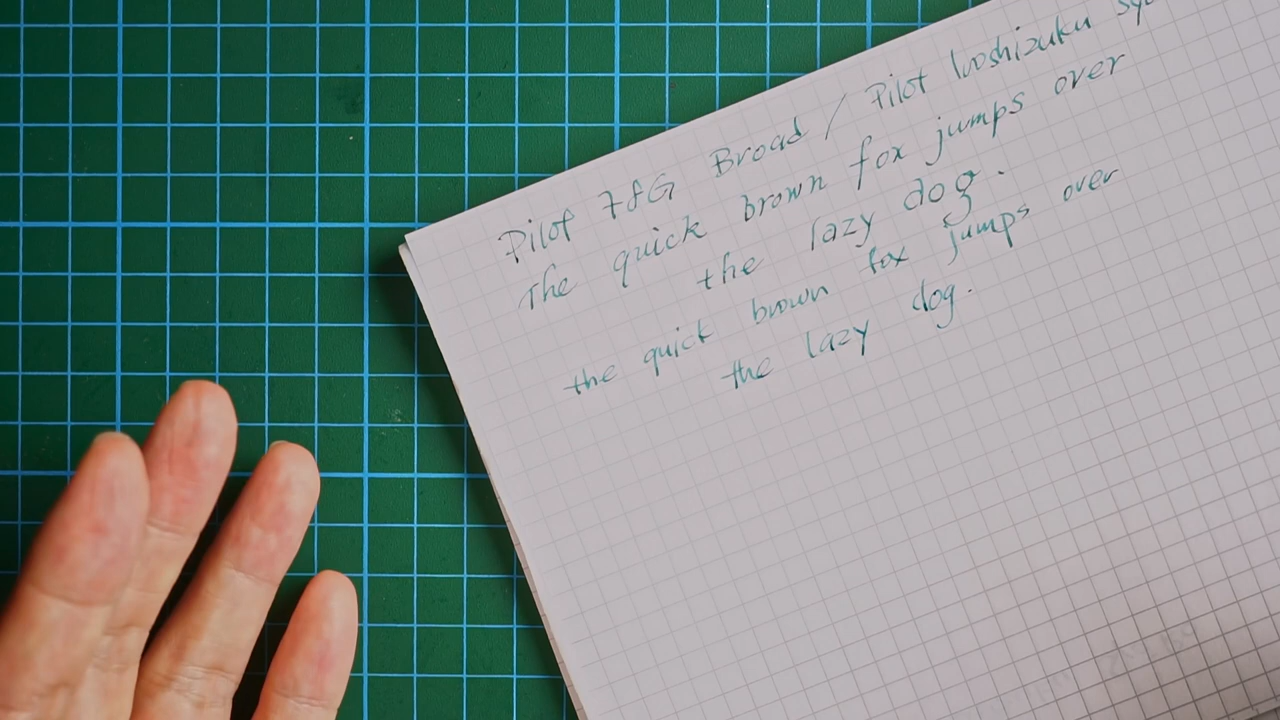 Pilot 78G Broad / Pilot Iroshizuku
The quick brown fox jumps over
the lazy dog.
the quick brown fox jumps over
the lazy dog.